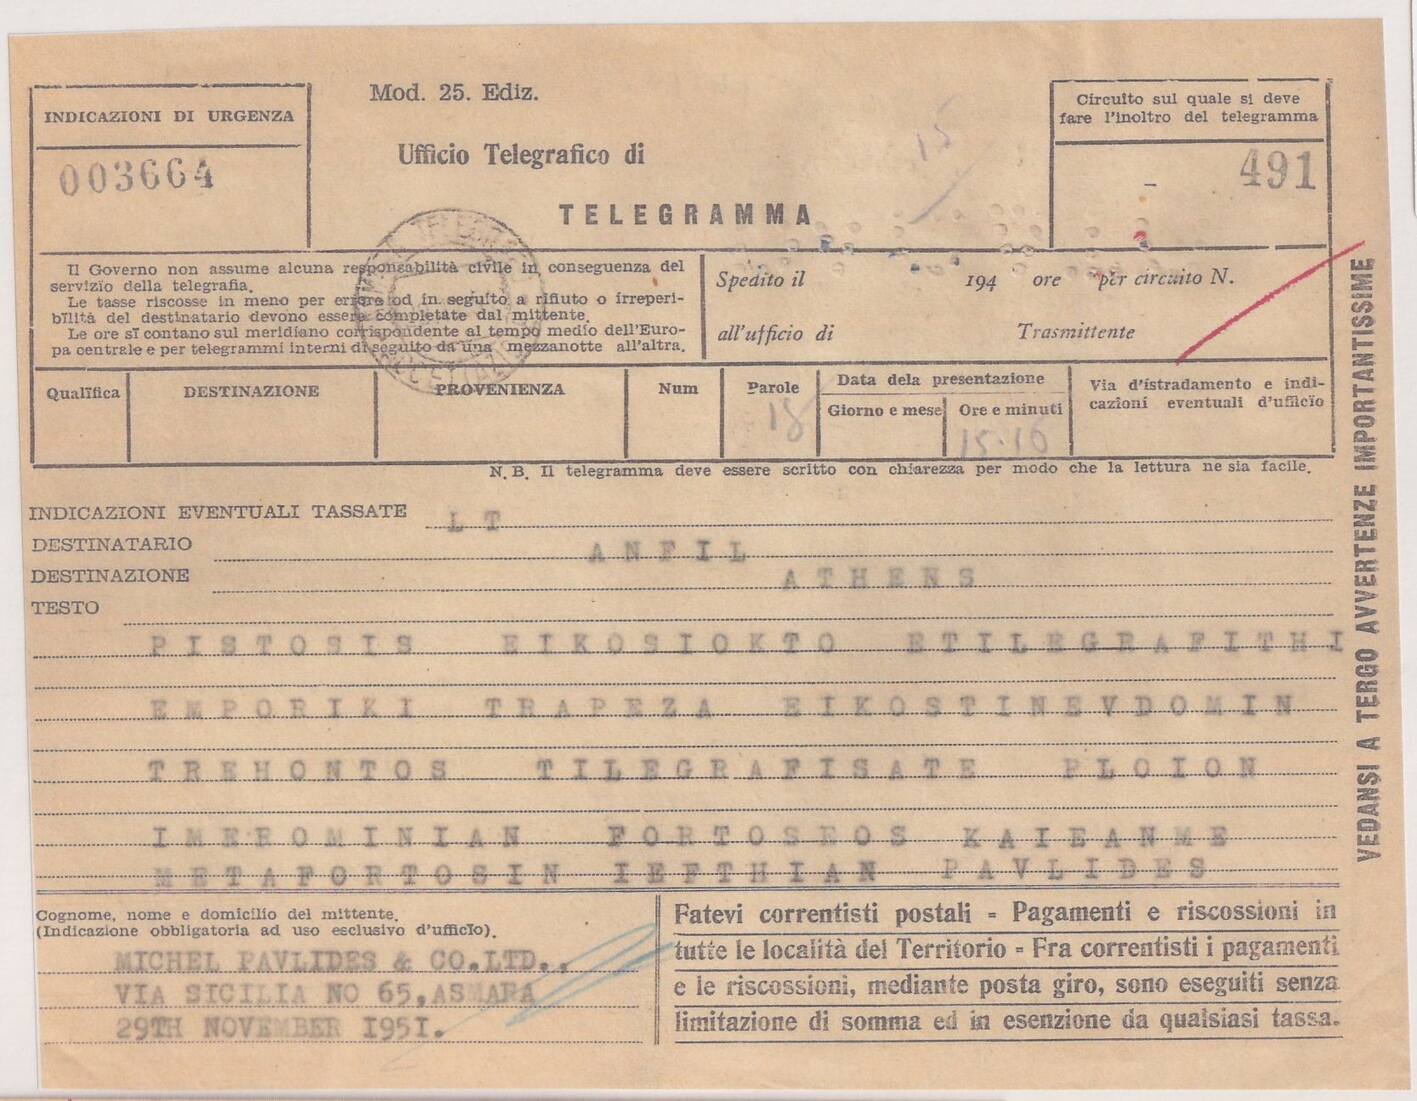 Mod. 25. Ediz.
INDICAZIONI DI URGENZA
003664
Ufficio Telegrafico di
TELEGRAMMA
15
Circuito sul quale si deve
fare l'inoltro del telegramma
491
Il Governo non assume alcuna responsabilità civile in conseguenza del
servizio della telegrafia.
Le tasse riscosse in meno per errore od in seguito a rifiuto o irreperi-
bilità del destinatario devono essere completate dal mittente.
Le ore si contano sul meridiano corrispondente al tempo medio dell'Euro-
pa centrale e per telegrammi interni di seguito da una mezzanotte all'altra.
Spedito il 194 ore per circuito N.
all'ufficio di Trasmittente
Qualifica
DESTINAZIONE
PROVENIENZA
Num
Parole
18
Data dela presentazione
Giorno e mese
Ore e minuti
15.16
Via d'istradamento e indi-
cazioni eventuali d'ufficio
N. B. Il telegramma deve essere scritto con chiarezza per modo che la lettura ne sia facile.
INDICAZIONI EVENTUALI TASSATE LT
DESTINATARIO ANFIL
DESTINAZIONE ATHENS
TESTO
PISTOSIS EIKOSIOKTO ETILEGRAFITHI
EMPORIKI TRAPEZA EIKOSTINEVDOMIN
TREHONTOS TILEGRAFISATE PLOION
IMEROMINIAN FORTOSEOS KAIEANME
METAFORTOSIN IEFTHIAN PAVLIDES
Cognome, nome e domicilio del mittente.
(Indicazione obbligatoria ad uso esclusivo d'ufficio).
MICHEL PAVLIDES & CO.LTD.,
VIA SICILIA NO 65,ASMARA
29TH NOVEMBER 1951.
Fatevi correntisti postali = Pagamenti e riscossioni in
tutte le località del Territorio = Fra correntisti i pagamenti
e le riscossioni, mediante posta giro, sono eseguiti senza
limitazione di somma ed in esenzione da qualsiasi tassa.
VEDANSI A TERGO AVVERTENZE IMPORTANTISSIME